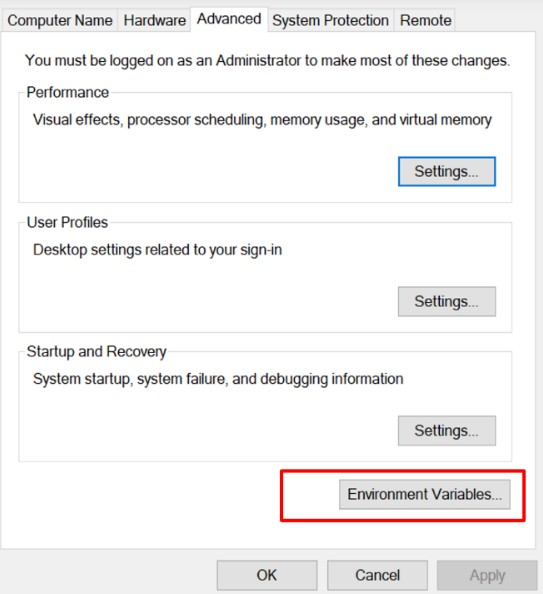 Computer Name Hardware Advanced System Protection Remote
You must be logged on as an Administrator to make most of these changes.
Performance
Visual effects, processor scheduling, memory usage, and virtual memory
Settings...
User Profiles
Desktop settings related to your sign-in
Settings...
Startup and Recovery
System startup, system failure, and debugging information
Settings...
Environment Variables...
OK Cancel Apply